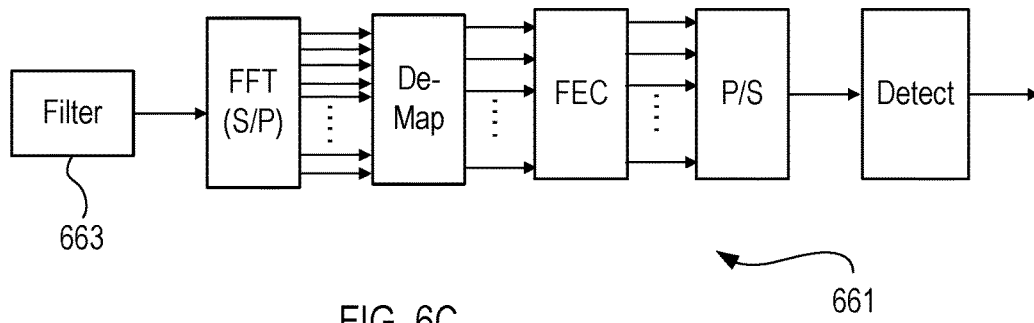 Filter
FFT
(S/P)
De-
Map
FEC
P/S
Detect
663
661
FIG. 6C